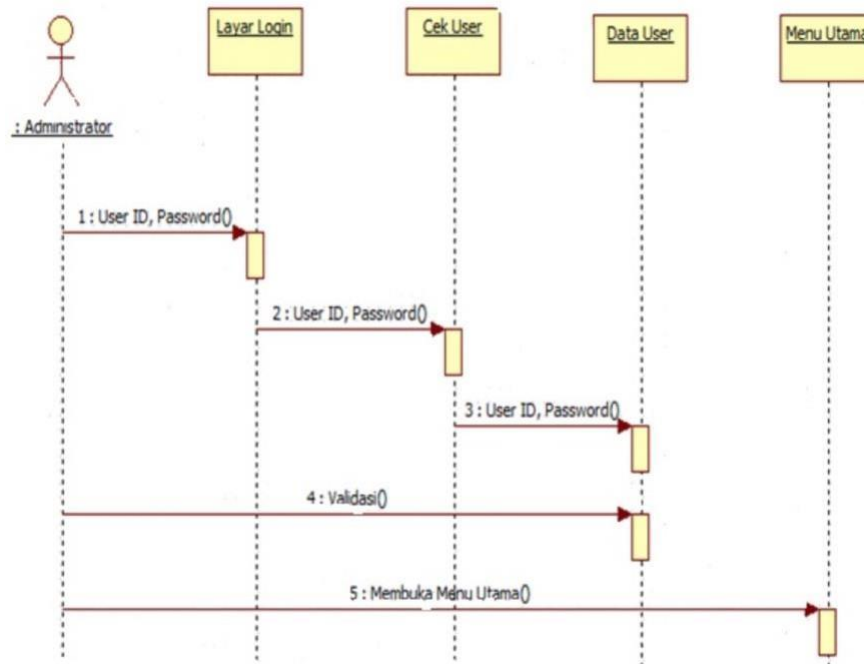 Layar Login
Cek User
Data User
Menu Utama
: Administrator
1 : User ID, Password()
2 : User ID, Password()
3 : User ID, Password()
4 : Validasi()
5 : Membuka Menu Utama()